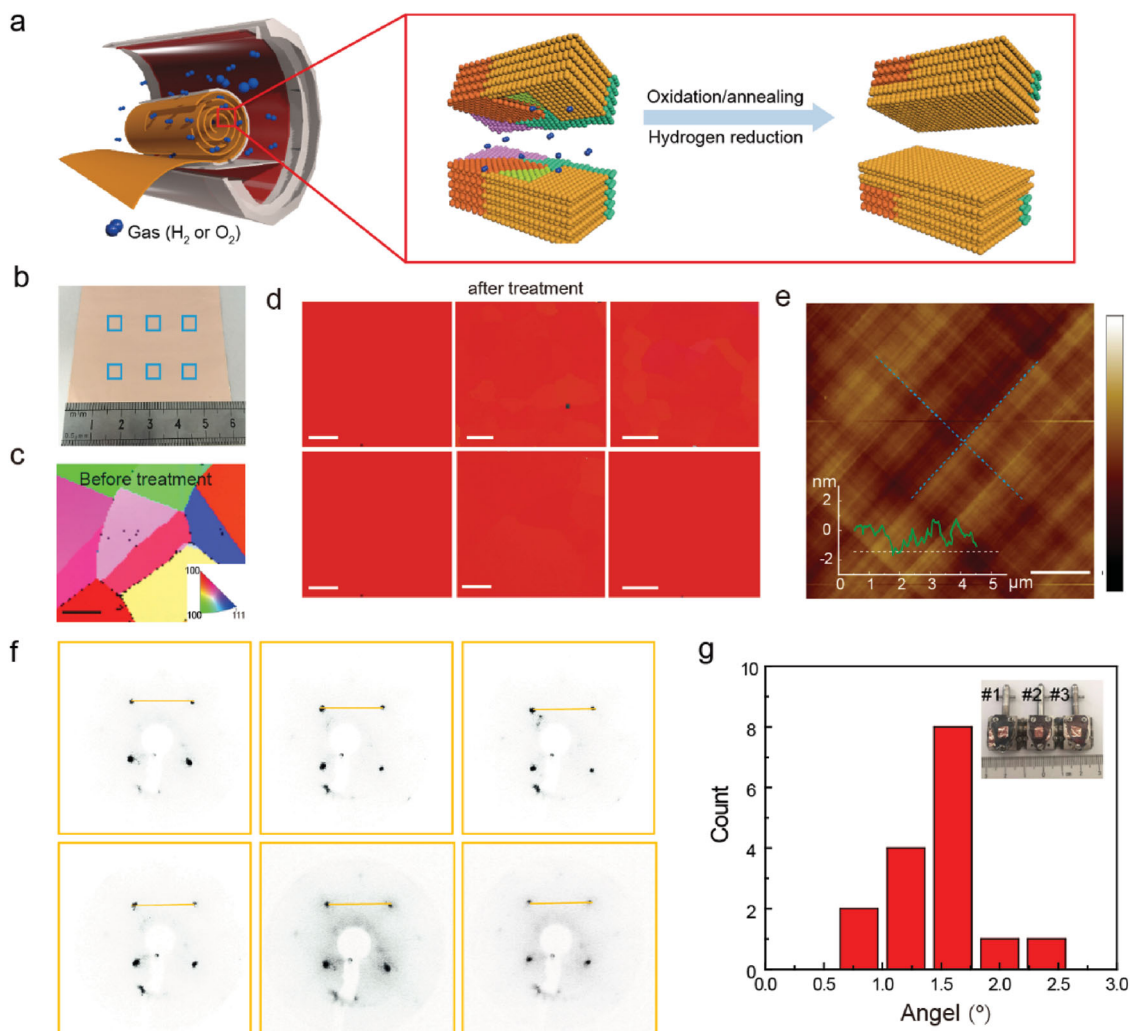 a
Oxidation/annealing
Hydrogen reduction
Gas (H₂ or O₂)
b
mm 1 2 3 4 5 6
c
Before treatment
100
100 111
d
after treatment
e
nm
2
0
-2
0 1 2 3 4 5 μm
f
g
#1 #2 #3
10
8
6
4
2
0
Count
0.0 0.5 1.0 1.5 2.0 2.5 3.0
Angel (º)